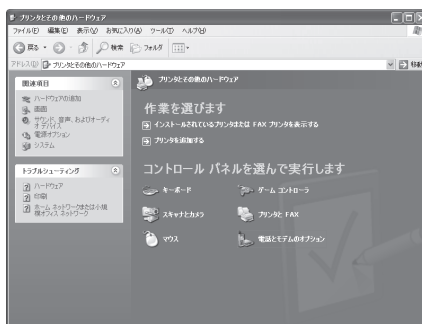 プリンタとその他のハードウェア
ファイル(F) 編集(E) 表示(V) お気に入り(A) ツール(T) ヘルプ(H)
戻る 検索 フォルダ
アドレス(D) プリンタとその他のハードウェア 移動
関連項目
ハードウェアの追加
画面
サウンド、音声、およびオーディオ デバイス
電源オプション
システム
トラブルシューティング
ハードウェア
印刷
ホーム ネットワークまたは小規模オフィス ネットワーク
プリンタとその他のハードウェア
作業を選びます
インストールされているプリンタまたは FAX プリンタを表示する
プリンタを追加する
コントロール パネルを選んで実行します
キーボード
ゲーム コントローラ
スキャナとカメラ
プリンタと FAX
マウス
電話とモデムのオプション